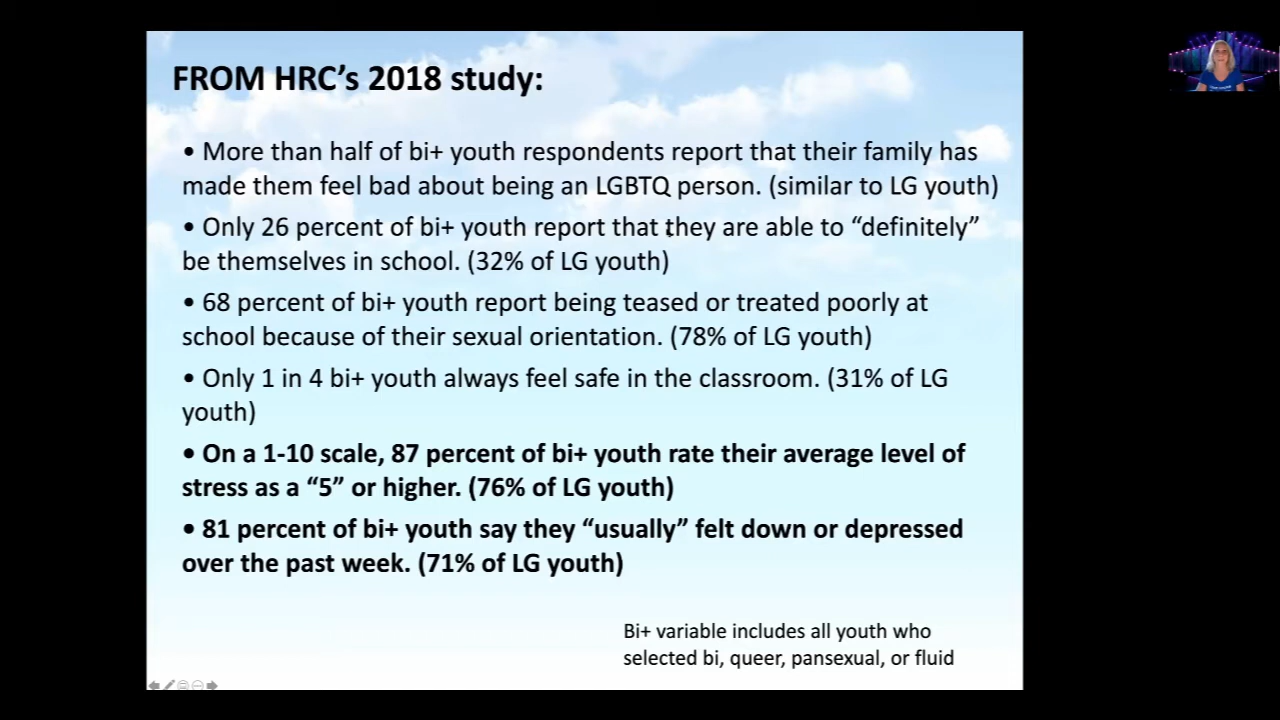 FROM HRC’s 2018 study:
• More than half of bi+ youth respondents report that their family has
made them feel bad about being an LGBTQ person. (similar to LG youth)
• Only 26 percent of bi+ youth report that they are able to “definitely”
be themselves in school. (32% of LG youth)
• 68 percent of bi+ youth report being teased or treated poorly at
school because of their sexual orientation. (78% of LG youth)
• Only 1 in 4 bi+ youth always feel safe in the classroom. (31% of LG
youth)
• On a 1-10 scale, 87 percent of bi+ youth rate their average level of
stress as a “5” or higher. (76% of LG youth)
• 81 percent of bi+ youth say they “usually” felt down or depressed
over the past week. (71% of LG youth)
Bi+ variable includes all youth who
selected bi, queer, pansexual, or fluid